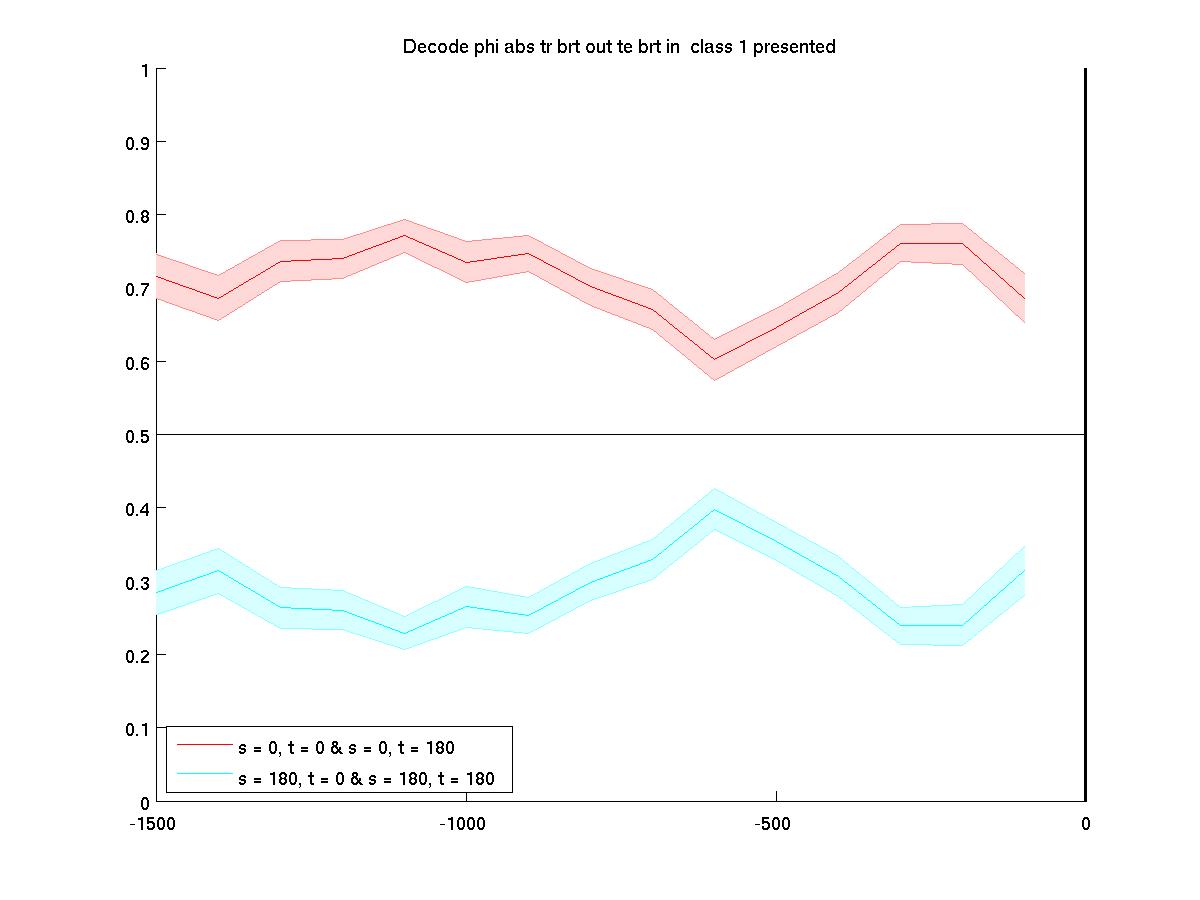 Decode phi abs tr brt out te brt in  class 1 presented
1
0.9
0.8
0.7
0.6
0.5
0.4
0.3
0.2
0.1
0
s = 0, t = 0 & s = 0, t = 180
s = 180, t = 0 & s = 180, t = 180
-1500 -1000 -500 0